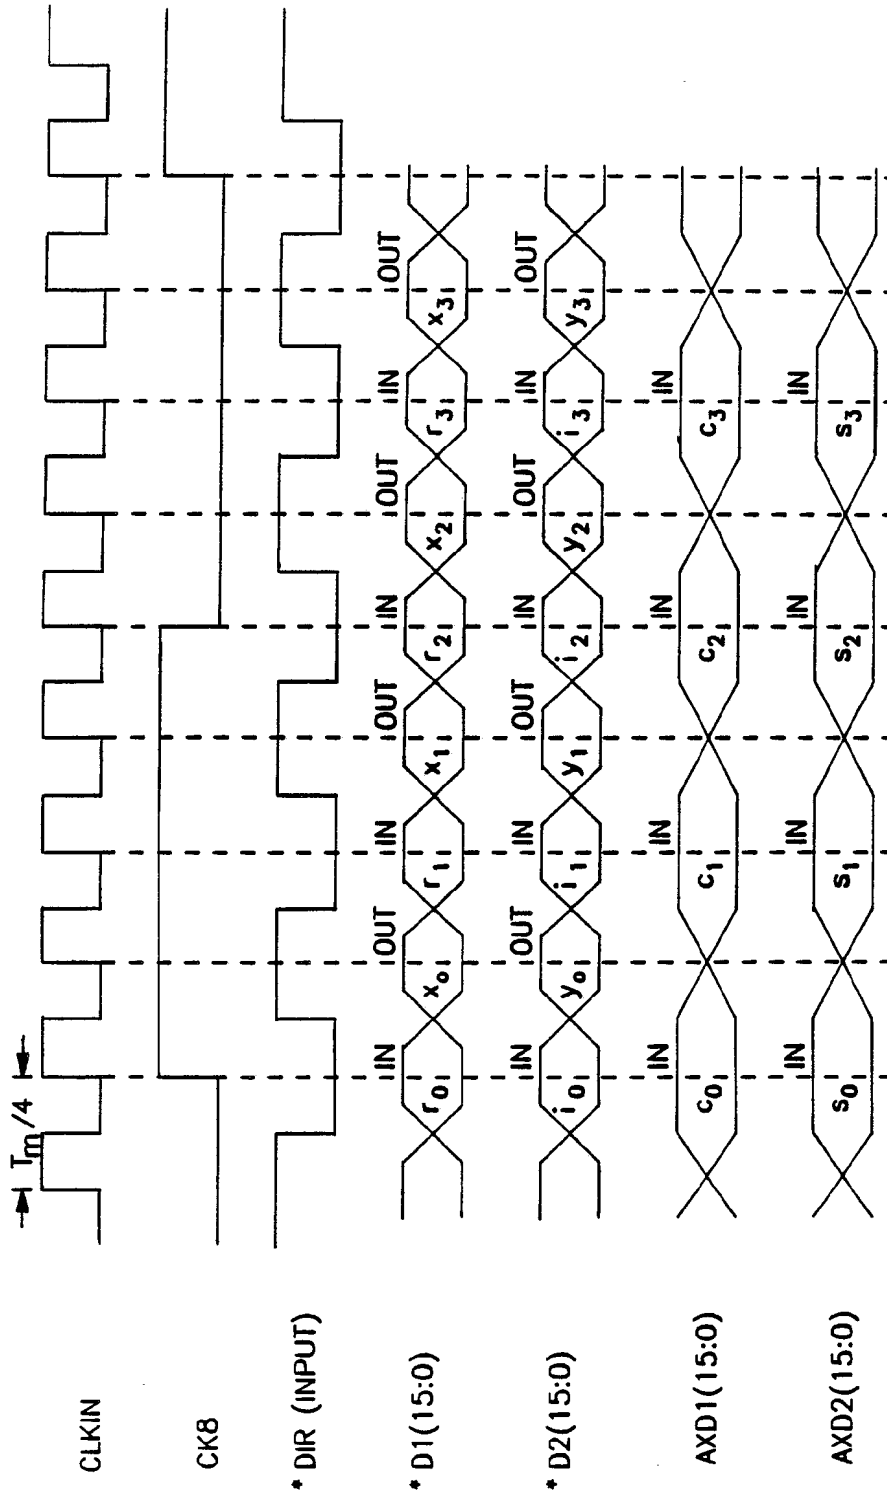 T_m/4
CLKIN
CK8
* DIR (INPUT)
IN OUT IN OUT IN OUT IN OUT
* D1(15:0) r0 x0 r1 x1 r2 x2 r3 x3
IN OUT IN OUT IN OUT IN OUT
* D2(15:0) i0 y0 i1 y1 i2 y2 i3 y3
IN IN IN IN
AXD1(15:0) c0 c1 c2 c3
IN IN IN IN
AXD2(15:0) s0 s1 s2 s3